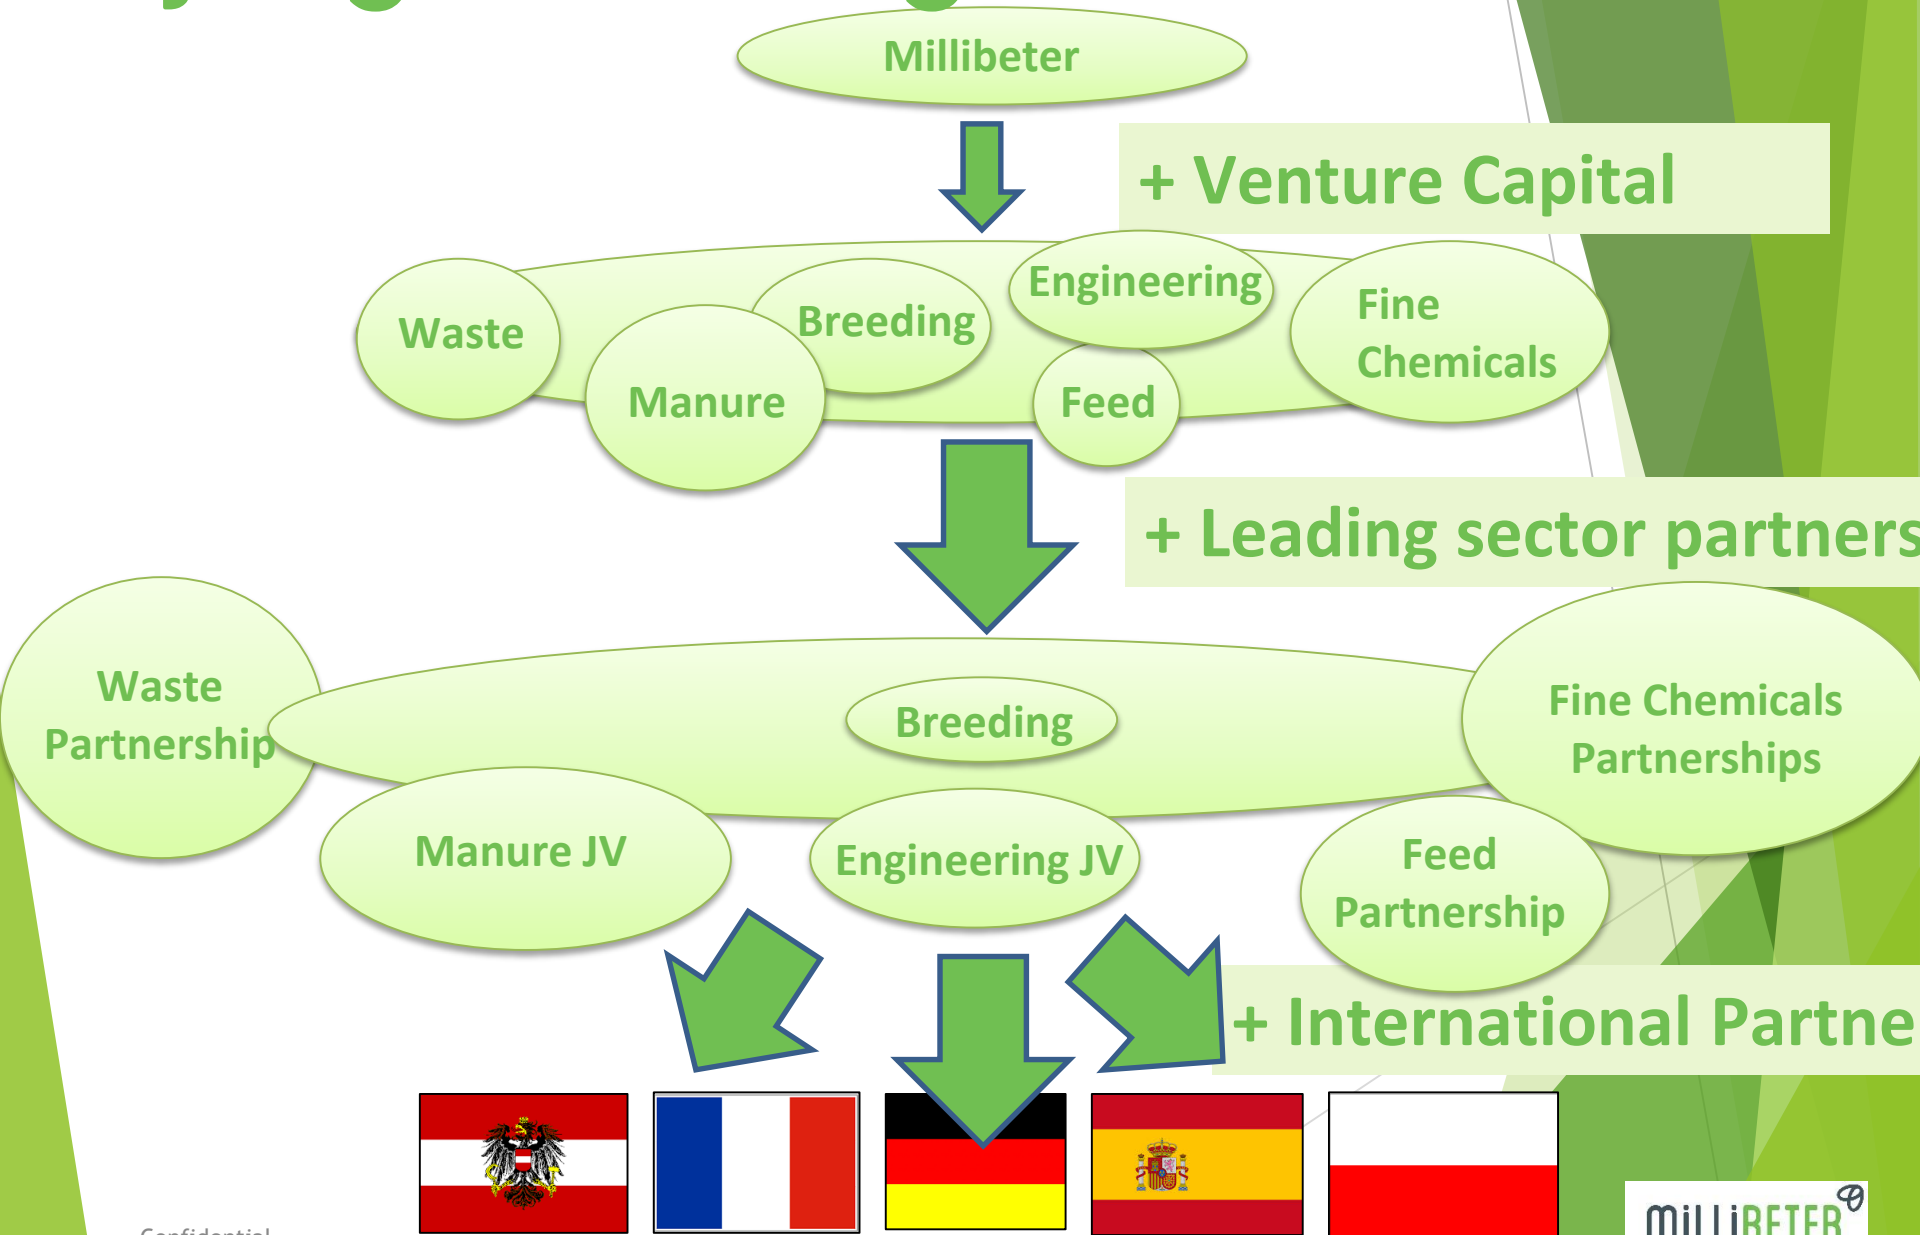 Millibeter
+ Venture Capital
Engineering
Waste
Breeding
Fine
Chemicals
Manure
Feed
+ Leading sector partners
Waste
Partnership
Breeding
Fine Chemicals
Partnerships
Manure JV
Engineering JV
Feed
Partnership
+ International Partne
Confidential
MilliBETER